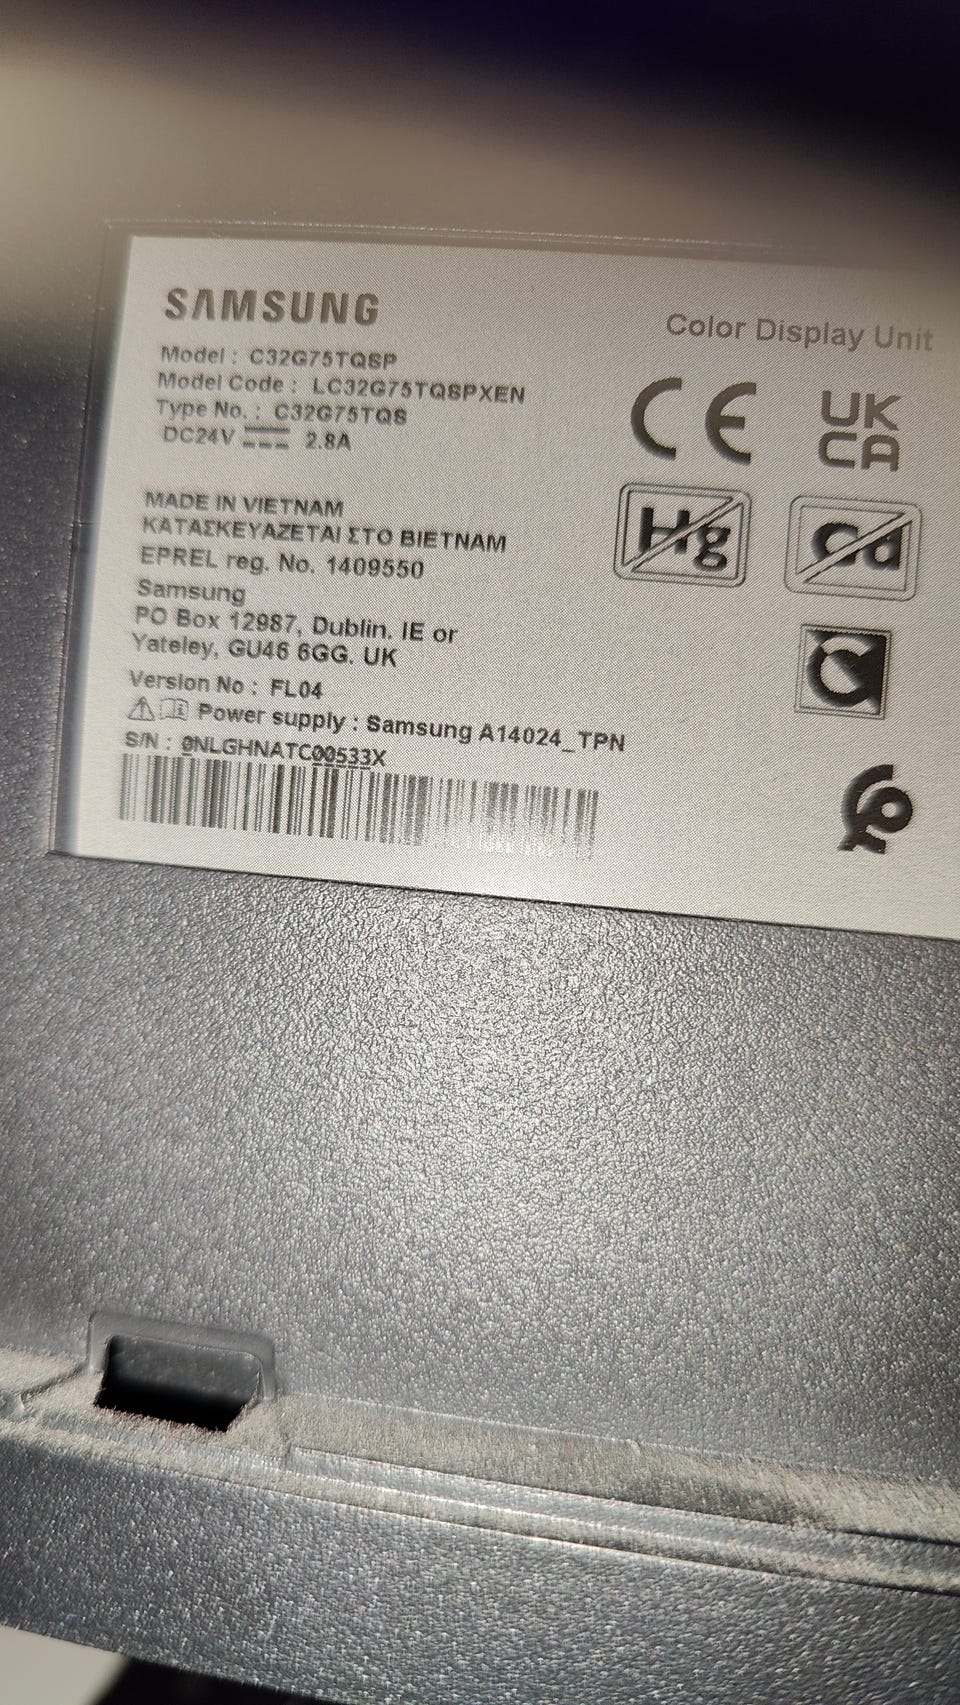 SAMSUNG
Color Display Unit
Model : C32G75TQSP
Model Code : LC32G75TQSPXEN
Type No. : C32G75TQS
DC24V ⎓ 2.8A
CE
UK
CA
MADE IN VIETNAM
ΚΑΤΑΣΚΕΥΑΖΕΤΑΙ ΣΤΟ ΒΙΕΤΝΑΜ
EPREL reg. No. 1409550
Hg
Cd
Samsung
PO Box 12987, Dublin. IE or
Yateley, GU46 6GG. UK
Version No : FL04
Power supply : Samsung A14024_TPN
S/N : 0NLGHNATC00533X